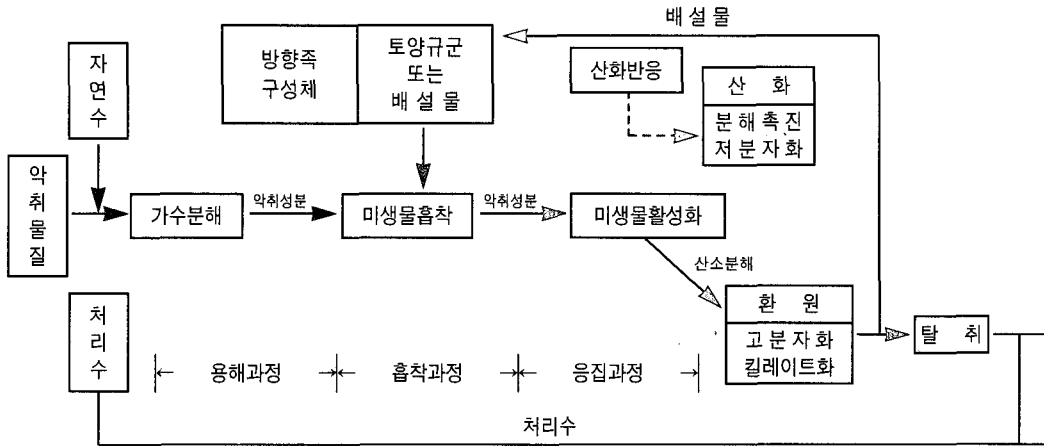 배 설 물
자
연
수
방향족
구성체
토양규군
또는
배 설 물
산화반응
산 화
분 해 촉 진
저 분 자 화
악
취
물
질
가수분해
악취성분
미생물흡착
악취성분
미생물활성화
산소분해
처
리
수
환 원
고 분 자 화
킬레이트화
탈 취
용해과정
흡착과정
응집과정
처리수